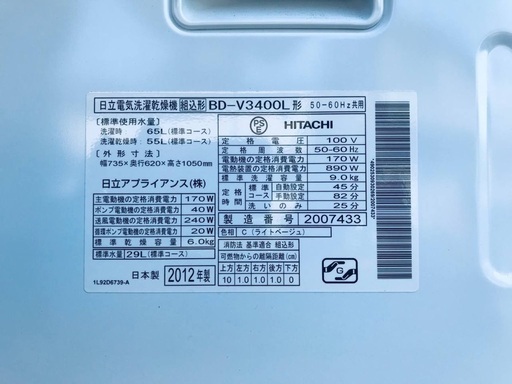 日立電気洗濯乾燥機 組込形 BD-V3400L形 50-60Hz共用
[標準使用水量]
洗濯時: 65L(標準コース)
洗濯乾燥時: 55L(標準コース)
[外形寸法]
幅735×奥行620×高さ1050mm
日立アプライアンス(株)
主電動機の定格消費電力 170W
ポンプ電動機の定格消費電力 40W
送風電動機の定格消費電力 240W
循環ポンプ電動機の定格消費電力 20W
標準乾燥容量 6.0kg
標準水量 29L(標準コース)
日本製 2012年製
1L92D6739-A
PSE HITACHI
定格電圧 100V
定格周波数 50-60Hz
電動機の定格消費電力 170W
電熱装置の定格消費電力 890W
標準洗濯容量 9.0kg
定格時間 標準コース 自動設定 45分
手動設定 82分
洗いのみ 25分
製造番号 2007433
色相 C(ライトベージュ)
消防法 基準適合 組込形
可燃物からの離隔距離(cm)
上方 左方 右方 前方 後方 下方
10 1.0 1.0 0 1.0 0
G